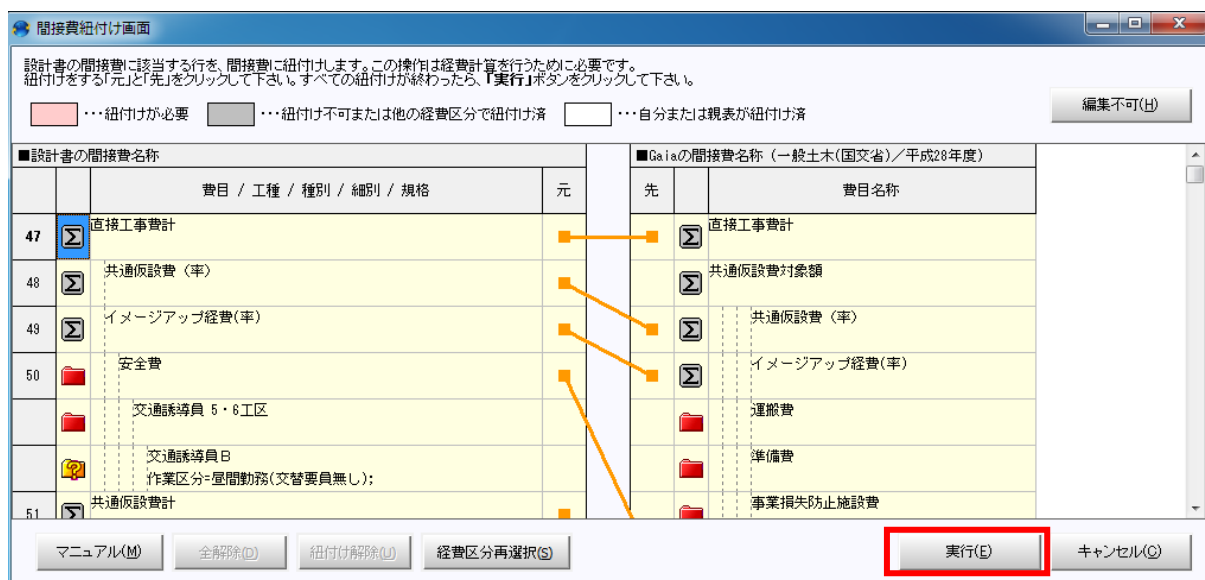 間接費紐付け画面
設計書の間接費に該当する行を、間接費に紐付けします。この操作は経費計算を行うために必要です。
紐付けをする「元」と「先」をクリックして下さい。すべての紐付けが終わったら、「実行」ボタンをクリックして下さい。
・・・紐付けが必要 ・・・紐付け不可または他の経費区分で紐付け済 ・・・自分または親表が紐付け済
編集不可(H)
■設計書の間接費名称 ■Gaiaの間接費名称（一般土木(国交省)／平成28年度）
費目 / 工種 / 種別 / 細別 / 規格 元 先 費目名称
47 直接工事費計 直接工事費計
48 共通仮設費（率） 共通仮設費対象額
49 イメージアップ経費(率) 共通仮設費（率）
50 安全費 イメージアップ経費(率)
交通誘導員 5・6工区 運搬費
交通誘導員B 準備費
作業区分=昼間勤務(交替要員無し);
51 共通仮設費計 事業損失防止施設費
マニュアル(M) 全解除(D) 紐付け解除(U) 経費区分再選択(S) 実行(E) キャンセル(C)